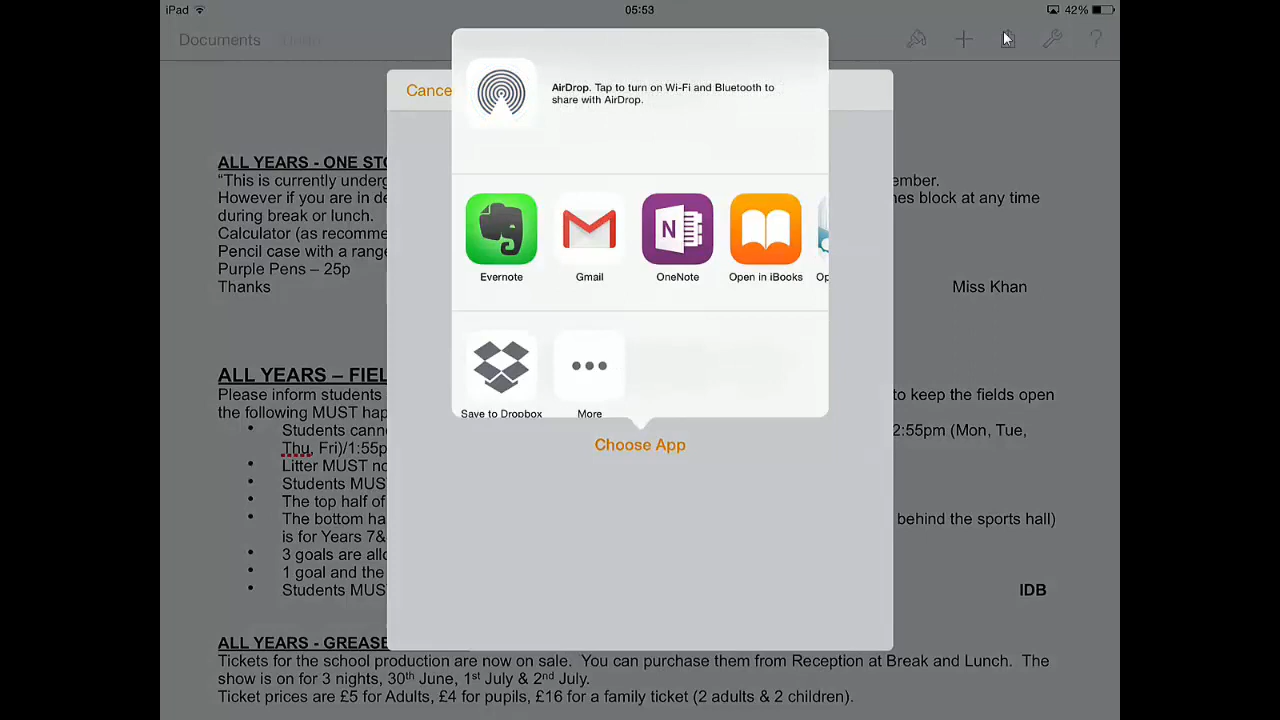 iPad 05:53 42%
Documents Undo ?
Cance
AirDrop. Tap to turn on Wi-Fi and Bluetooth to
share with AirDrop.
Evernote Gmail OneNote Open in iBooks Op
Save to Dropbox More
Choose App
ALL YEARS - ONE STO
“This is currently underg ember.
However if you are in de nes block at any time
during break or lunch.
Calculator (as recomme
Pencil case with a range
Purple Pens – 25p
Thanks Miss Khan
ALL YEARS – FIEL
Please inform students to keep the fields open
the following MUST hap
• Students cann 2:55pm (Mon, Tue,
Thu, Fri)/1:55p
• Litter MUST no
• Students MUS
• The top half of
• The bottom ha behind the sports hall)
is for Years 7&
• 3 goals are allo
• 1 goal and the
• Students MUS IDB
ALL YEARS - GREASE
Tickets for the school production are now on sale. You can purchase them from Reception at Break and Lunch. The
show is on for 3 nights, 30th June, 1st July & 2nd July.
Ticket prices are £5 for Adults, £4 for pupils, £16 for a family ticket (2 adults & 2 children).